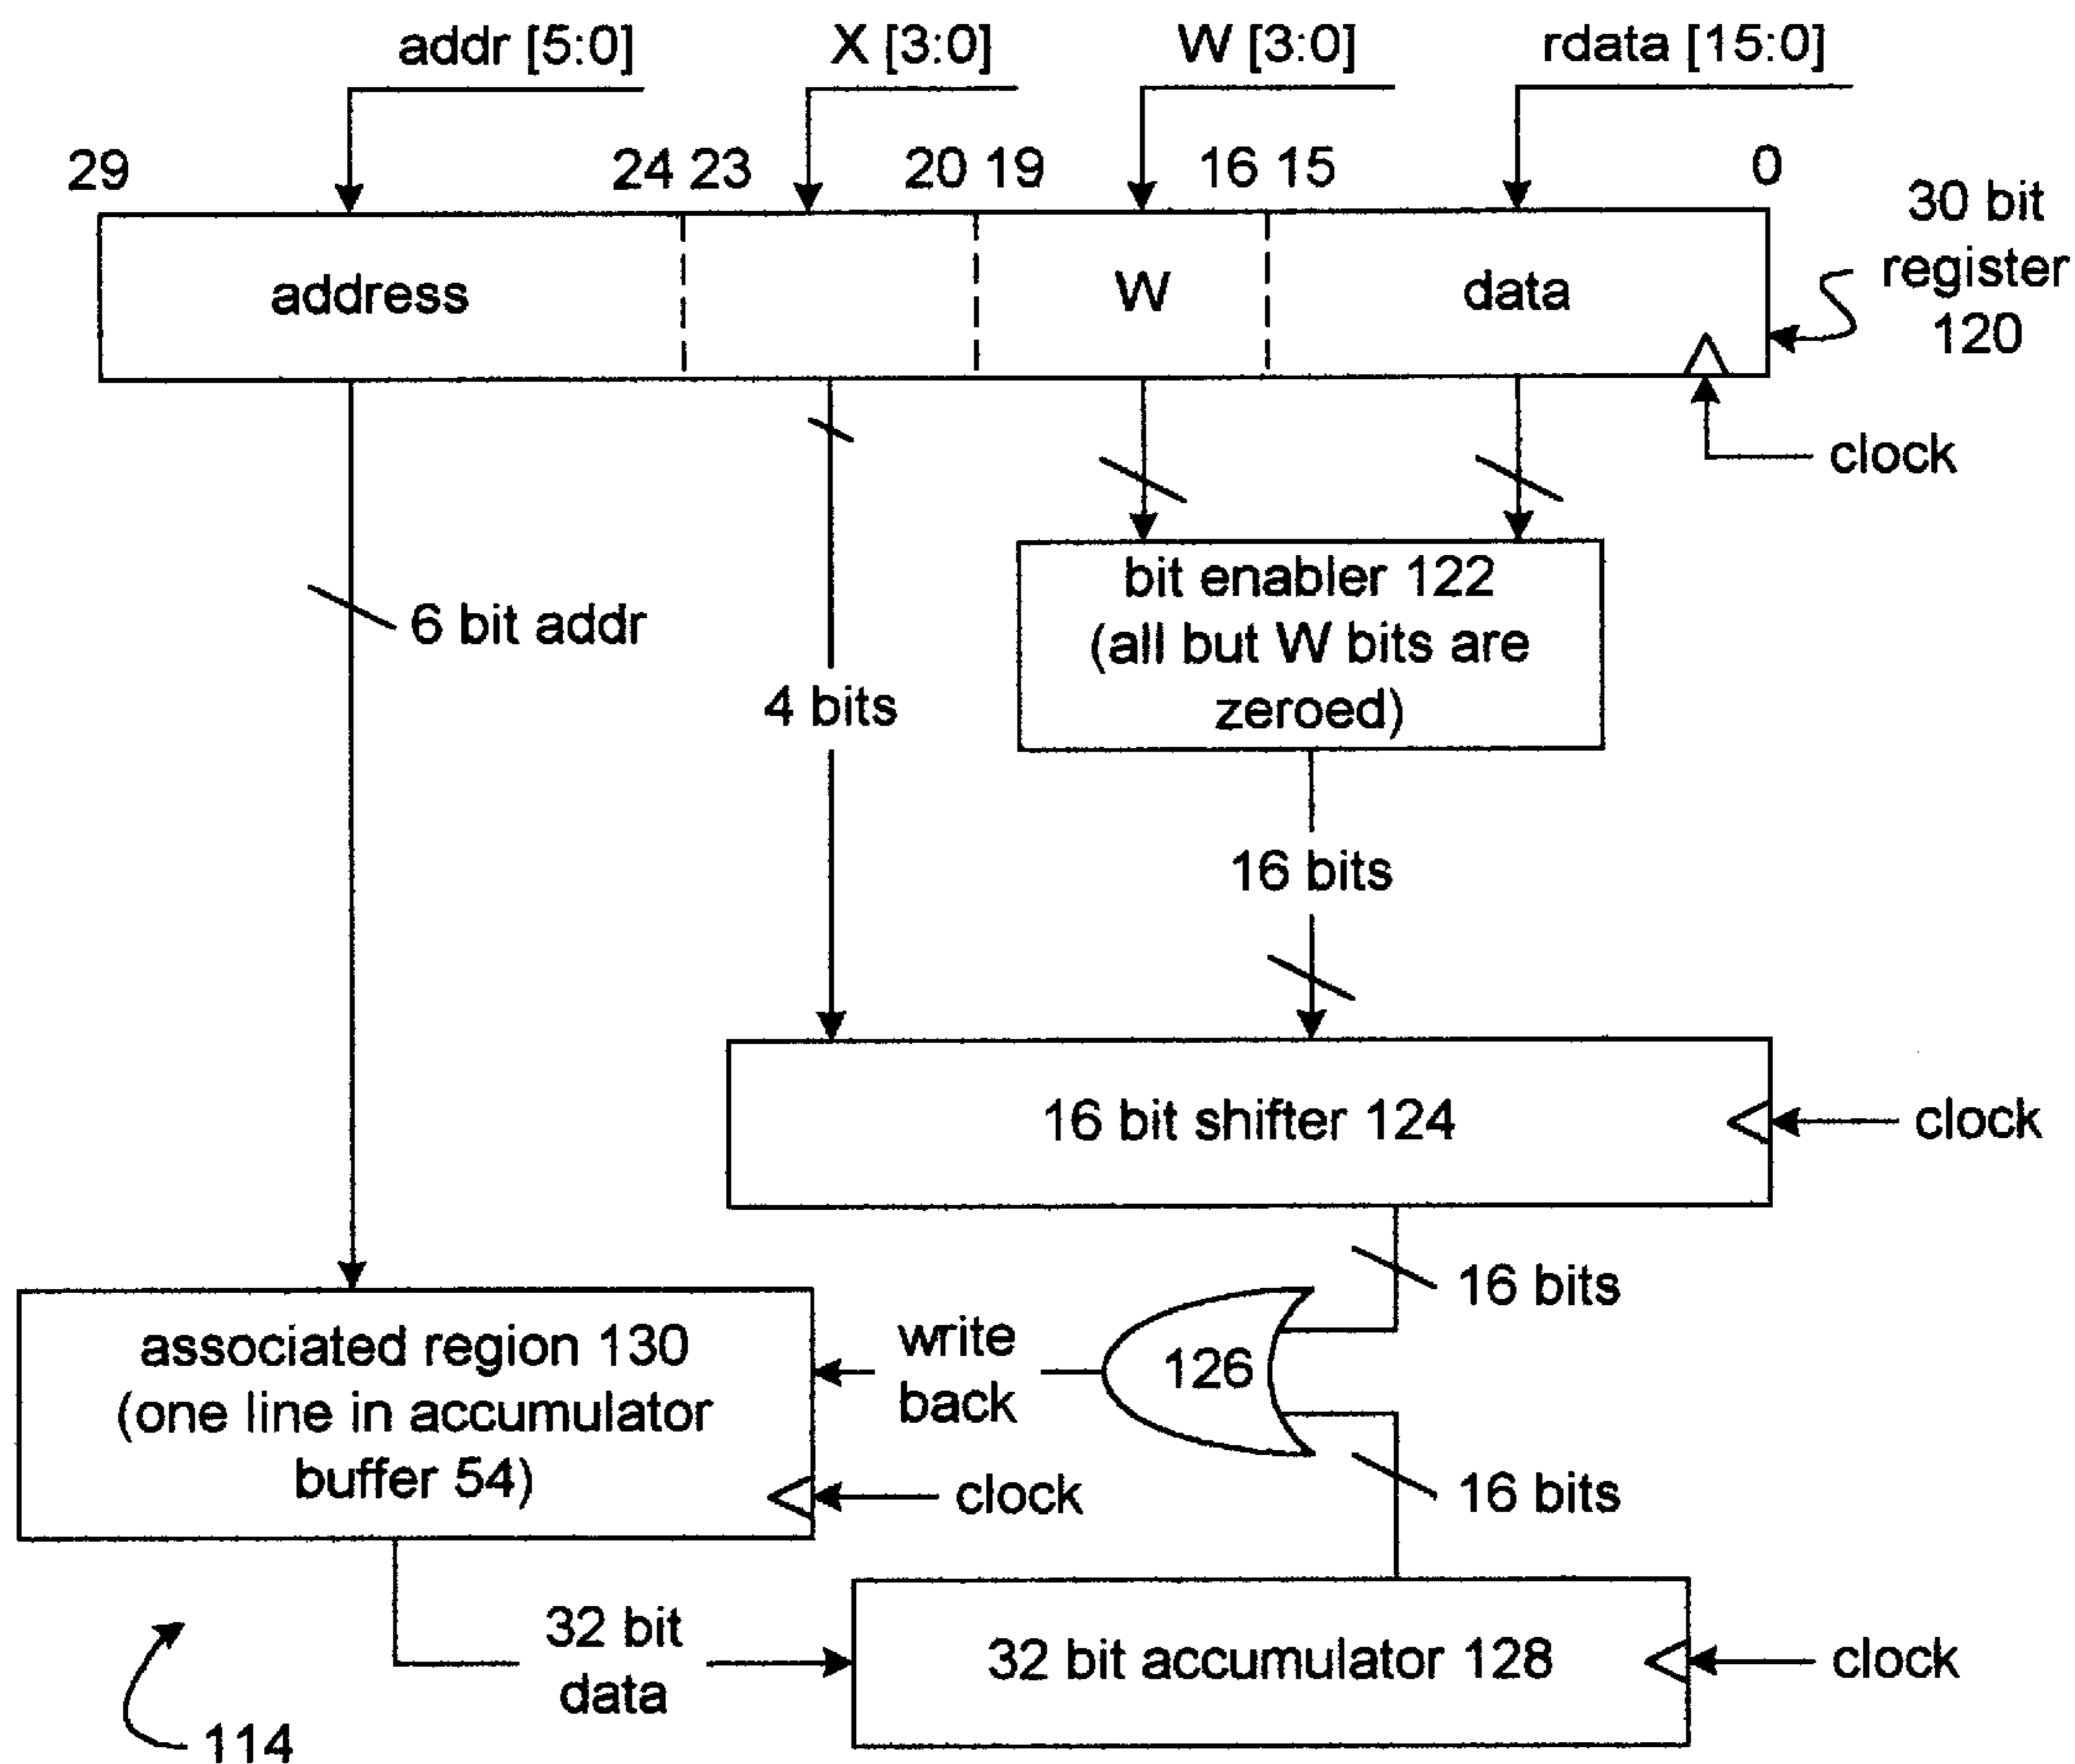 addr [5:0]
X [3:0]
W [3:0]
rdata [15:0]
29
24 23
20 19
16 15
0
address
W
data
30 bit
register
120
clock
6 bit addr
4 bits
bit enabler 122
(all but W bits are
zeroed)
16 bits
16 bit shifter 124
clock
16 bits
associated region 130
(one line in accumulator
buffer 54)
write
back
126
clock
16 bits
32 bit
data
32 bit accumulator 128
clock
114